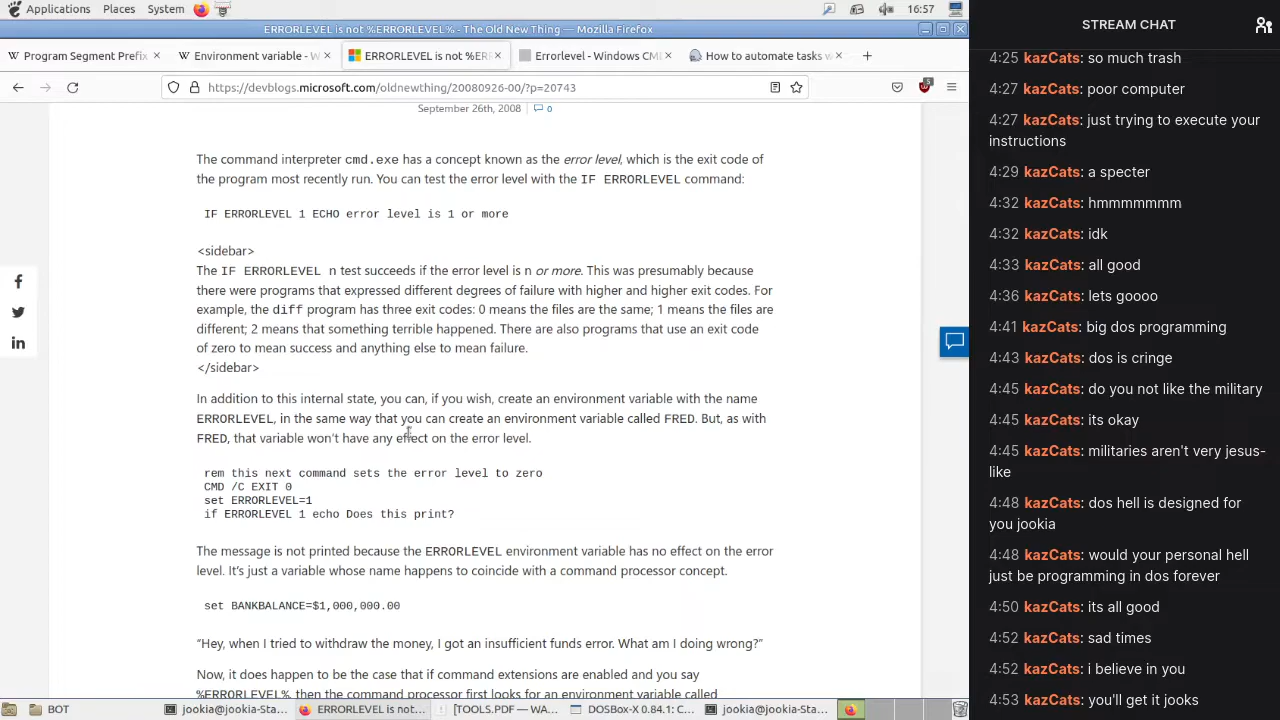 Applications Places System 16:57
ERRORLEVEL is not %ERRORLEVEL% - The Old New Thing — Mozilla Firefox
Program Segment Prefix Environment variable - W ERRORLEVEL is not %ER Errorlevel - Windows CM How to automate tasks w
https://devblogs.microsoft.com/oldnewthing/20080926-00/?p=20743
5
September 26th, 2008 0
The command interpreter cmd.exe has a concept known as the error level, which is the exit code of
the program most recently run. You can test the error level with the IF ERRORLEVEL command:
IF ERRORLEVEL 1 ECHO error level is 1 or more
<sidebar>
The IF ERRORLEVEL n test succeeds if the error level is n or more. This was presumably because
there were programs that expressed different degrees of failure with higher and higher exit codes. For
example, the diff program has three exit codes: 0 means the files are the same; 1 means the files are
different; 2 means that something terrible happened. There are also programs that use an exit code
of zero to mean success and anything else to mean failure.
</sidebar>
In addition to this internal state, you can, if you wish, create an environment variable with the name
ERRORLEVEL, in the same way that you can create an environment variable called FRED. But, as with
FRED, that variable won't have any effect on the error level.
rem this next command sets the error level to zero
CMD /C EXIT 0
set ERRORLEVEL=1
if ERRORLEVEL 1 echo Does this print?
The message is not printed because the ERRORLEVEL environment variable has no effect on the error
level. It's just a variable whose name happens to coincide with a command processor concept.
set BANKBALANCE=$1,000,000.00
“Hey, when I tried to withdraw the money, I got an insufficient funds error. What am I doing wrong?”
Now, it does happen to be the case that if command extensions are enabled and you say
%ERRORLEVEL%, then the command processor first looks for an environment variable called
BOT jookia@jookia-Sta... ERRORLEVEL is not... [TOOLS.PDF — WA... DOSBox-X 0.84.1: C... jookia@jookia-Sta...
STREAM CHAT
4:25 kazCats: so much trash
4:27 kazCats: poor computer
4:27 kazCats: just trying to execute your
instructions
4:29 kazCats: a specter
4:32 kazCats: hmmmmmmm
4:32 kazCats: idk
4:33 kazCats: all good
4:36 kazCats: lets goooo
4:41 kazCats: big dos programming
4:43 kazCats: dos is cringe
4:45 kazCats: do you not like the military
4:45 kazCats: its okay
4:45 kazCats: militaries aren't very jesus-
like
4:48 kazCats: dos hell is designed for
you jookia
4:48 kazCats: would your personal hell
just be programming in dos forever
4:50 kazCats: its all good
4:52 kazCats: sad times
4:52 kazCats: i believe in you
4:53 kazCats: you'll get it jooks